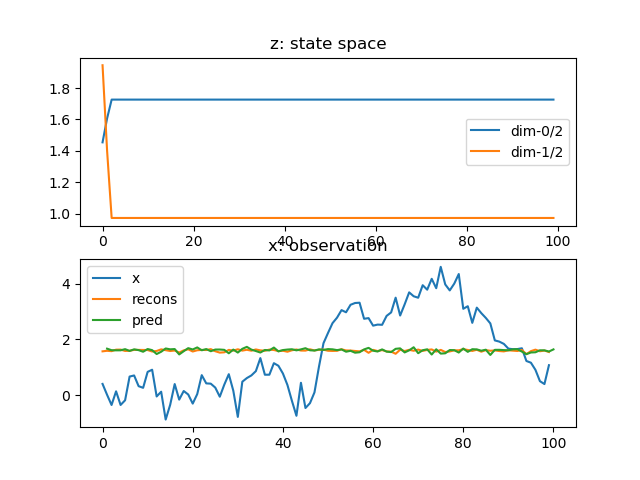 z: state space
1.8
1.6
1.4
1.2
1.0
dim-0/2
dim-1/2
0 20 40 60 80 100
x: observation
4
2
0
x
recons
pred
0 20 40 60 80 100